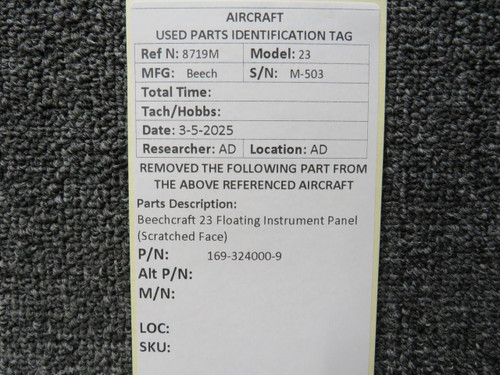 AIRCRAFT
USED PARTS IDENTIFICATION TAG
Ref N: 8719M Model: 23
MFG: Beech S/N: M-503
Total Time:
Tach/Hobbs:
Date: 3-5-2025
Researcher: AD Location: AD
REMOVED THE FOLLOWING PART FROM
THE ABOVE REFERENCED AIRCRAFT
Parts Description:
Beechcraft 23 Floating Instrument Panel
(Scratched Face)
P/N: 169-324000-9
Alt P/N:
M/N:
LOC:
SKU: